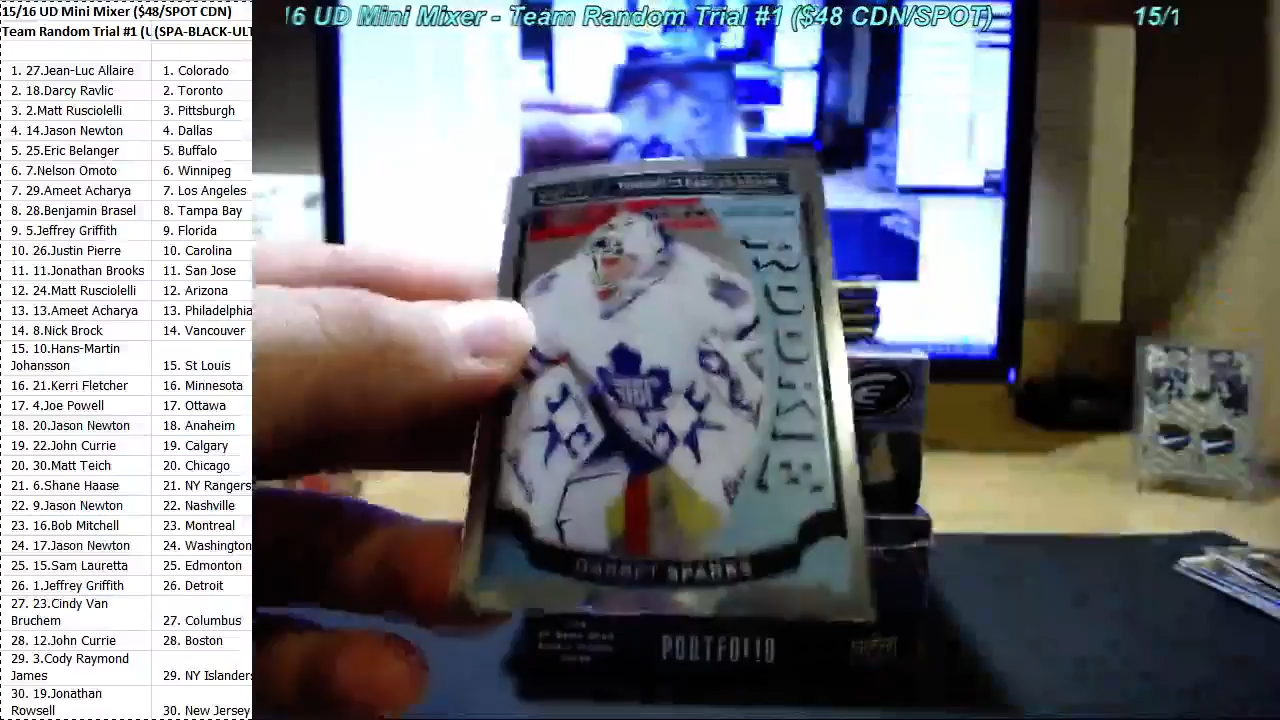 15/16 UD Mini Mixer ($48/SPOT CDN)
Team Random Trial #1 (U (SPA-BLACK-ULT
1. 27.Jean-Luc Allaire 1. Colorado
2. 18.Darcy Ravlic 2. Toronto
3. 2.Matt Rusciolelli 3. Pittsburgh
4. 14.Jason Newton 4. Dallas
5. 25.Eric Belanger 5. Buffalo
6. 7.Nelson Omoto 6. Winnipeg
7. 29.Ameet Acharya 7. Los Angeles
8. 28.Benjamin Brasel 8. Tampa Bay
9. 5.Jeffrey Griffith 9. Florida
10. 26.Justin Pierre 10. Carolina
11. 11.Jonathan Brooks 11. San Jose
12. 24.Matt Rusciolelli 12. Arizona
13. 13.Ameet Acharya 13. Philadelphia
14. 8.Nick Brock 14. Vancouver
15. 10.Hans-Martin
Johansson 15. St Louis
16. 21.Kerri Fletcher 16. Minnesota
17. 4.Joe Powell 17. Ottawa
18. 20.Jason Newton 18. Anaheim
19. 22.John Currie 19. Calgary
20. 30.Matt Teich 20. Chicago
21. 6.Shane Haase 21. NY Rangers
22. 9.Jason Newton 22. Nashville
23. 16.Bob Mitchell 23. Montreal
24. 17.Jason Newton 24. Washington
25. 15.Sam Lauretta 25. Edmonton
26. 1.Jeffrey Griffith 26. Detroit
27. 23.Cindy Van
Bruchem 27. Columbus
28. 12.John Currie 28. Boston
29. 3.Cody Raymond
James 29. NY Islanders
30. 19.Jonathan
Rowsell 30. New Jersey
16 UD Mini Mixer - Team Random Trial #1 ($48 CDN/SPOT) 15/1
ROOKIE
GARRET SPARKS
PORTFOLIO